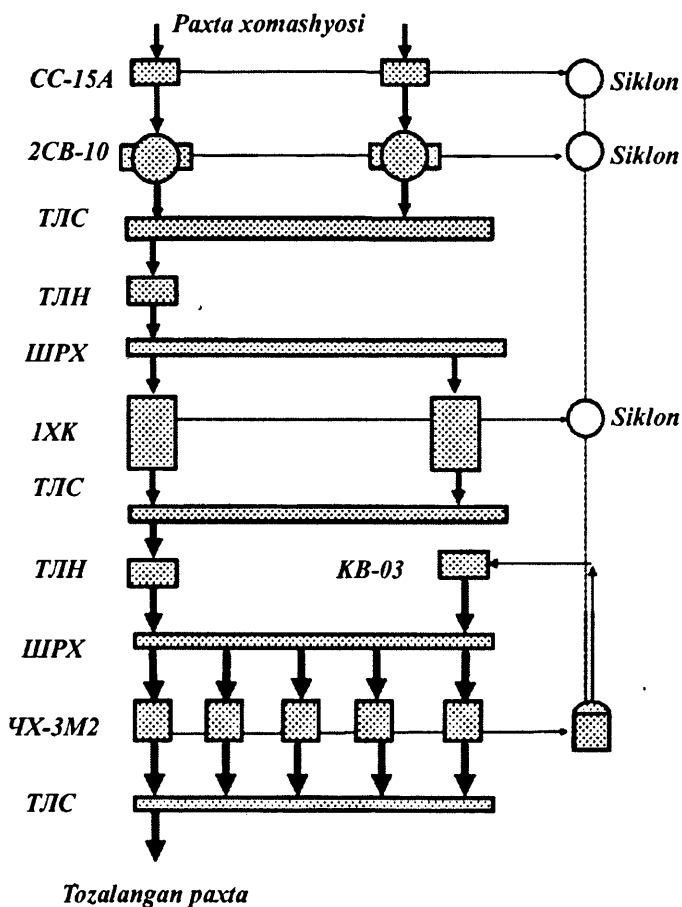 Paxta xomashyosi
СС-15А
Siklon
2СВ-10
Siklon
ТЛС
ТЛН
ШРХ
1ХК
Siklon
ТЛС
ТЛН
КВ-03
ШРХ
ЧХ-3М2
ТЛС
Tozalangan paxta